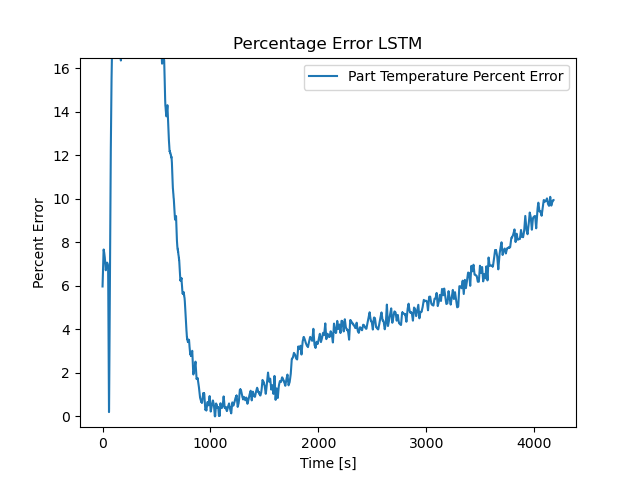 Percentage Error LSTM
Part Temperature Percent Error
Percent Error
16
14
12
10
8
6
4
2
0
0 1000 2000 3000 4000
Time [s]